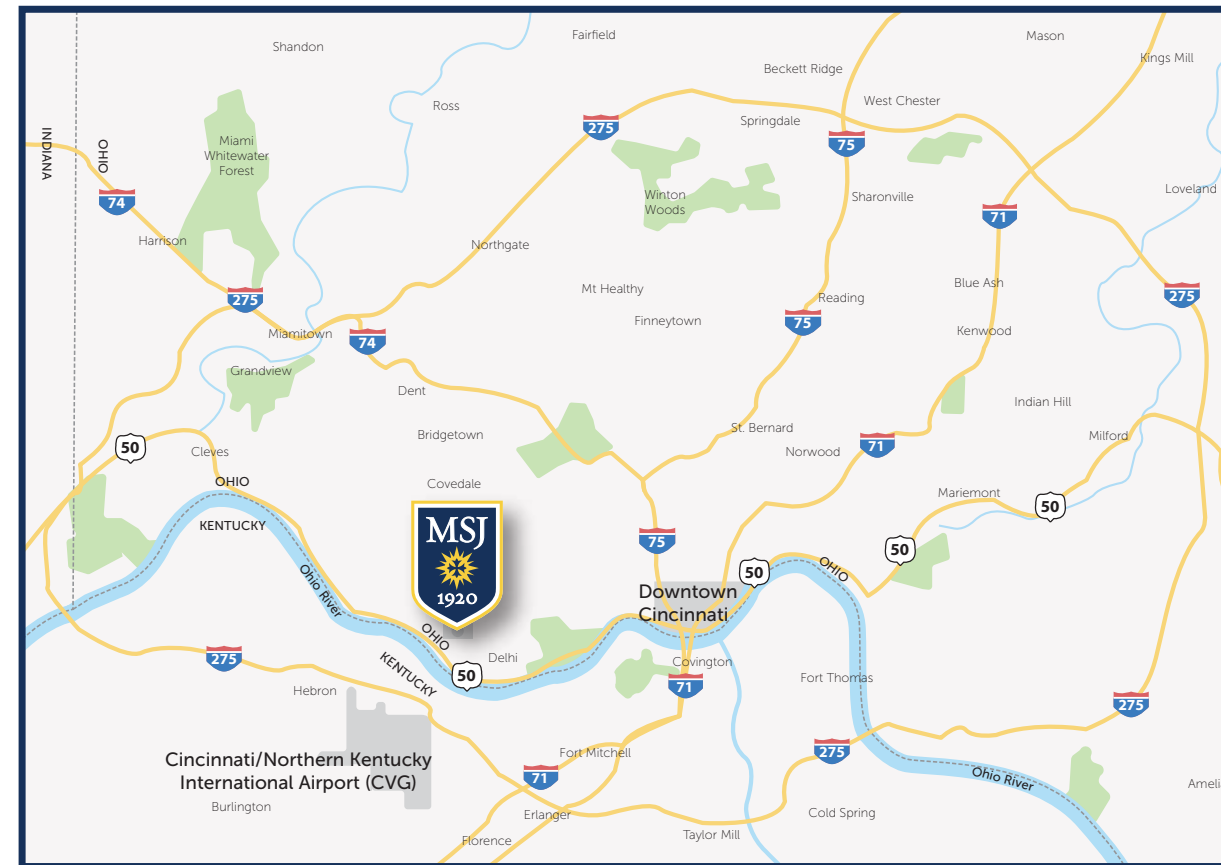 Fairfield
Mason
Shandon
Kings Mill
Beckett Ridge
Ross
West Chester
275
Springdale
75
INDIANA
OHIO
Miami
Whitewater
Forest
74
Winton
Woods
Sharonville
Loveland
71
Harrison
Northgate
275
Mt Healthy
Blue Ash
275
Reading
Finneytown
75
Miamitown
74
Kenwood
Grandview
Dent
Indian Hill
St. Bernard
Bridgetown
Milford
50
Cleves
Norwood
71
OHIO
Covedale
Mariemont
50
KENTUCKY
MSJ
1920
75
50
50
OHIO
Ohio River
Downtown
Cincinnati
OHIO
KENTUCKY
Delhi
50
275
Covington
71
Fort Thomas
Hebron
275
Cincinnati/Northern Kentucky
International Airport (CVG)
Fort Mitchell
275
71
Ohio River
Ameli
Burlington
Erlanger
Cold Spring
Florence
Taylor Mill